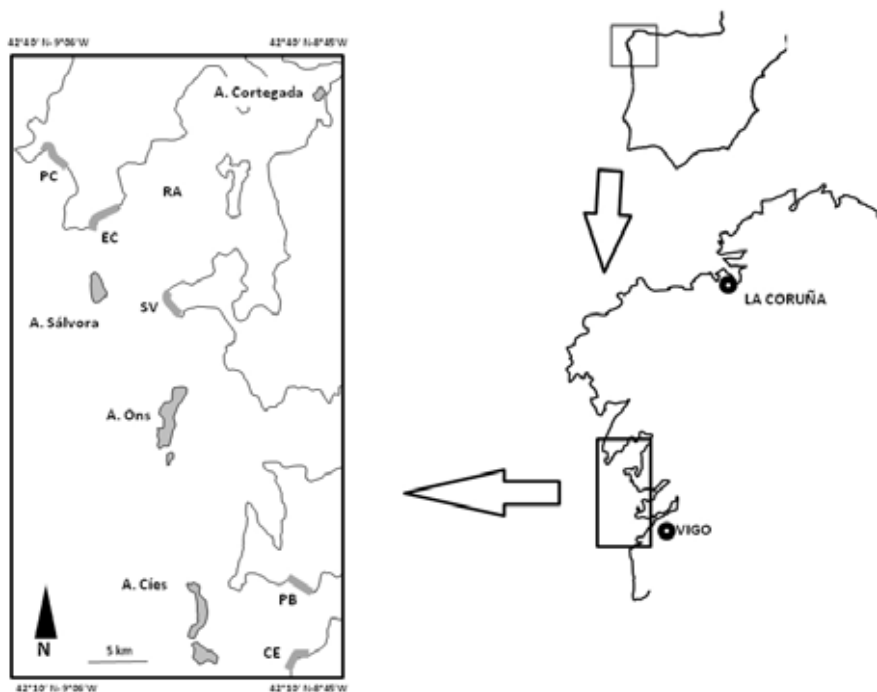 42°40' N-9°06'W
42°40' N-8°45'W
A. Cortegada
PC
RA
EC
A. Sálvora
SV
LA CORUÑA
A. Ons
VIGO
A. Cíes
PB
N
5 km
CE
42°10' N-9°06'W
42°10' N-8°45'W